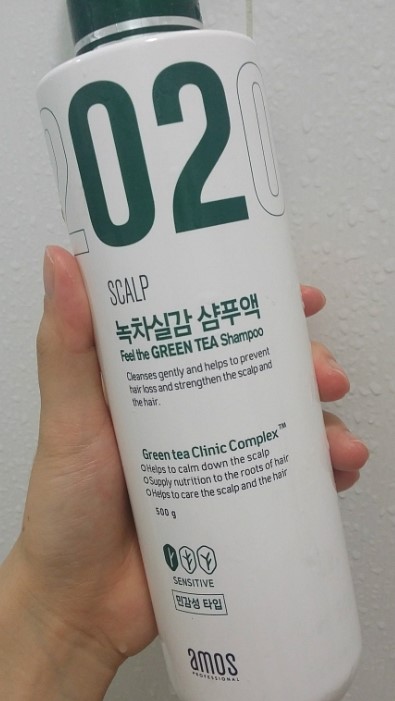 2020
SCALP
녹차실감 샴푸액
Feel the GREEN TEA Shampoo
Cleanses gently and helps to prevent
hair loss and strengthen the scalp and
the hair.
Green tea Clinic Complex™
Helps to calm down the scalp
Supply nutrition to the roots of hair
Helps to care the scalp and the hair
500 g
SENSITIVE
민감성 타입
amos
PROFESSIONAL